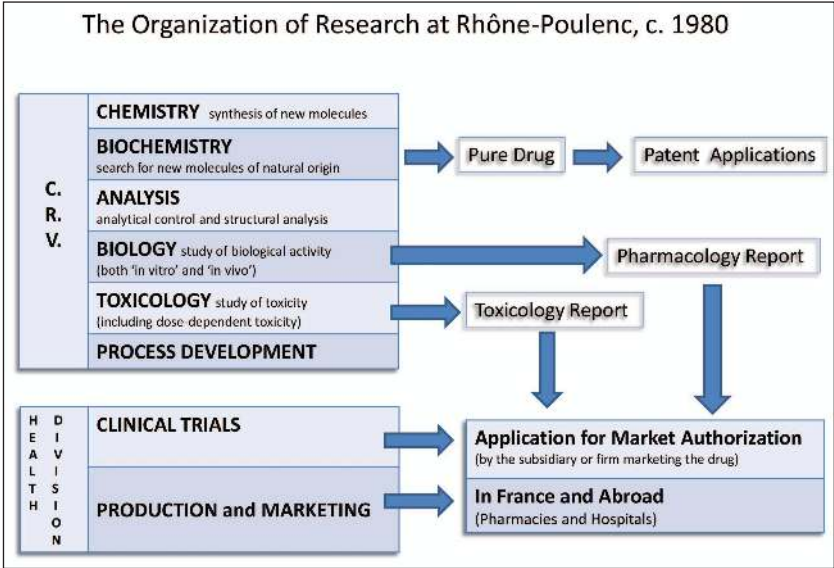 The Organization of Research at Rhône-Poulenc, c. 1980
C.
R.
V.
CHEMISTRY synthesis of new molecules
BIOCHEMISTRY
search for new molecules of natural origin
Pure Drug
Patent Applications
ANALYSIS
analytical control and structural analysis
BIOLOGY study of biological activity
(both 'in vitro' and 'in vivo')
Pharmacology Report
TOXICOLOGY study of toxicity
(including dose-dependent toxicity)
Toxicology Report
PROCESS DEVELOPMENT
HEALTH
DIVISION
CLINICAL TRIALS
Application for Market Authorization
(by the subsidiary or firm marketing the drug)
PRODUCTION and MARKETING
In France and Abroad
(Pharmacies and Hospitals)